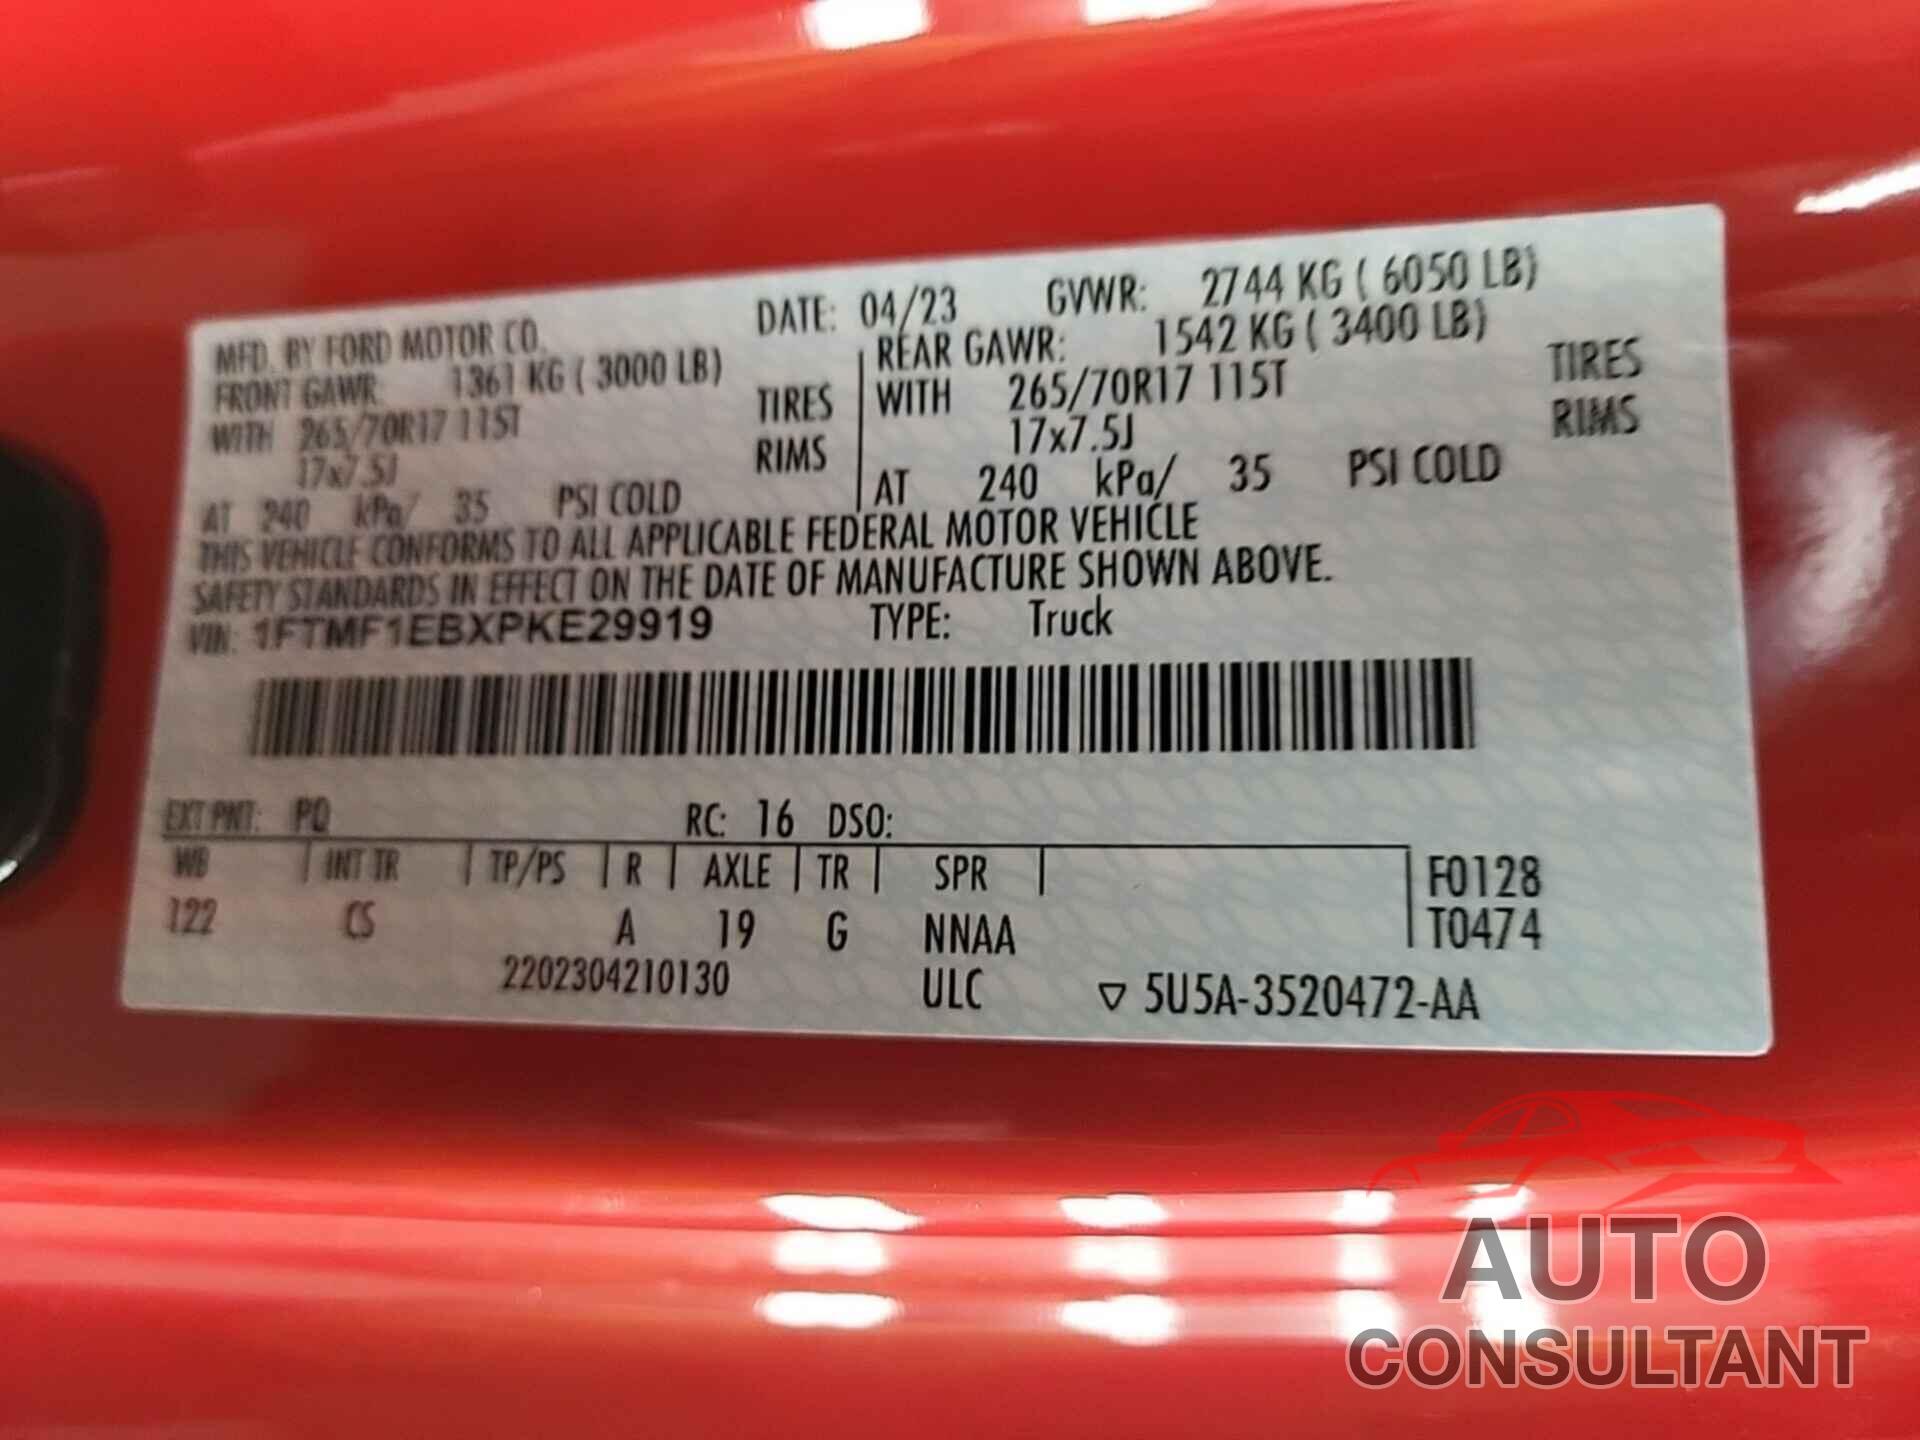 MFD. BY FORD MOTOR CO. DATE: 04/23 GVWR: 2744 KG ( 6050 LB)
FRONT GAWR: 1361 KG ( 3000 LB) REAR GAWR: 1542 KG ( 3400 LB)
WITH 265/70R17 115T TIRES WITH 265/70R17 115T TIRES
17x7.5J RIMS 17x7.5J RIMS
AT 240 kPa/ 35 PSI COLD AT 240 kPa/ 35 PSI COLD
THIS VEHICLE CONFORMS TO ALL APPLICABLE FEDERAL MOTOR VEHICLE
SAFETY STANDARDS IN EFFECT ON THE DATE OF MANUFACTURE SHOWN ABOVE.
VIN: 1FTMF1EBXPKE29919 TYPE: Truck
EXT PNT: PQ RC: 16 DSO:
WB INT TR TP/PS R AXLE TR SPR F0128
122 CS A 19 G NNAA T0474
2202304210130 ULC ▽ 5U5A-3520472-AA
AUTO
CONSULTANT